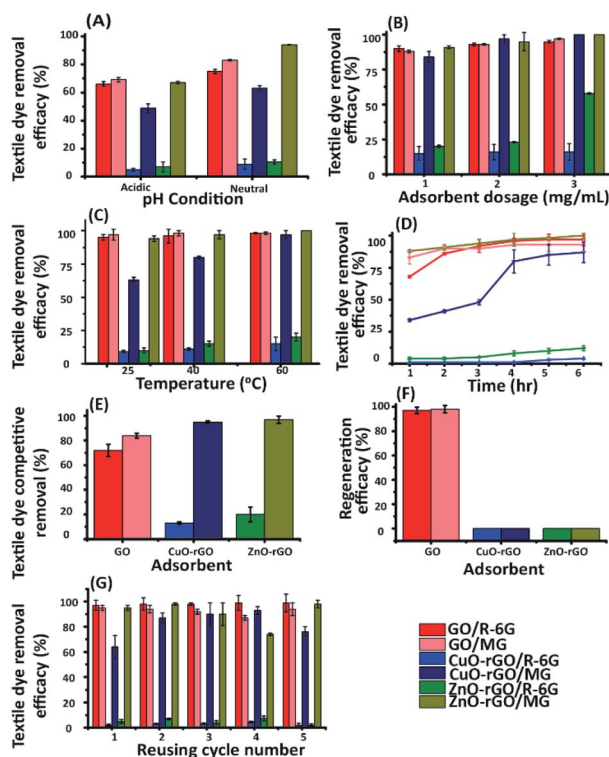 (A)
Textile dye removal
efficacy (%)
100
80
60
40
20
0
Acidic
Neutral
pH Condition
(B)
Textile dye removal
efficacy (%)
100
75
50
25
0
1
2
3
Adsorbent dosage (mg/mL)
(C)
Textile dye removal
efficacy (%)
100
75
50
25
0
25
40
60
Temperature (°C)
(D)
Textile dye removal
efficacy (%)
100
75
50
25
0
1
2
3
4
5
6
Time (hr)
(E)
Textile dye competitive
removal (%)
100
80
60
40
20
0
GO
CuO-rGO
ZnO-rGO
Adsorbent
(F)
Regeneration
efficacy (%)
100
80
60
40
20
0
GO
CuO-rGO
ZnO-rGO
Adsorbent
(G)
Textile dye removal
efficacy (%)
100
80
60
40
20
0
1
2
3
4
5
Reusing cycle number
GO/R-6G
GO/MG
CuO-rGO/R-6G
CuO-rGO/MG
ZnO-rGO/R-6G
ZnO-rGO/MG